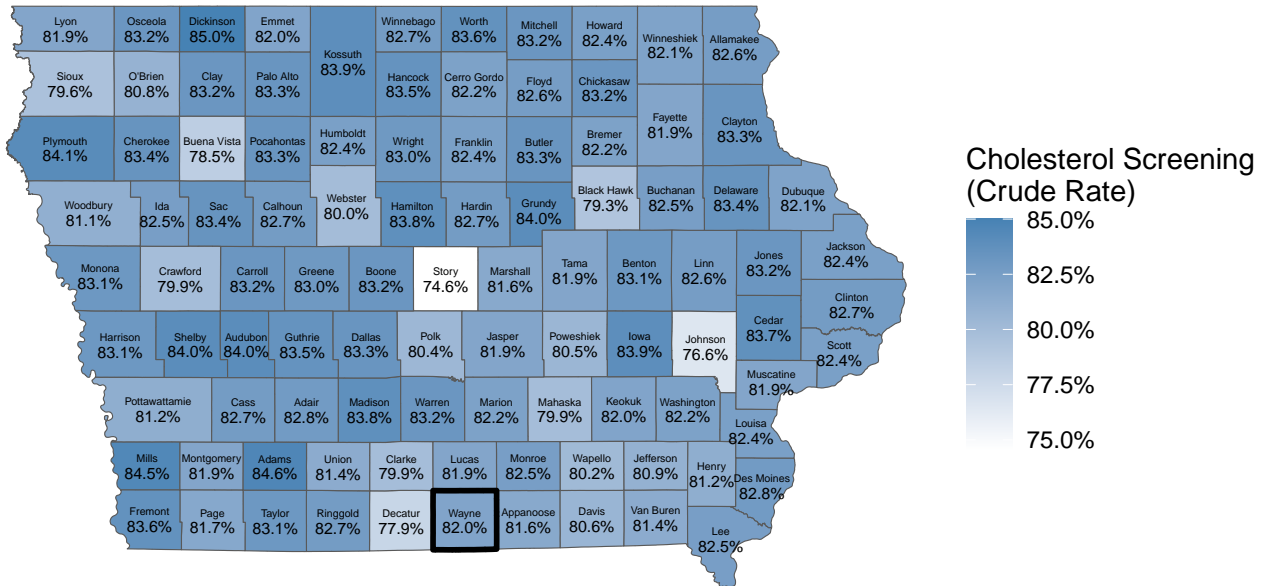 Lyon
81.9%
Osceola
83.2%
Dickinson
85.0%
Emmet
82.0%
Kossuth
83.9%
Winnebago
82.7%
Worth
83.6%
Mitchell
83.2%
Howard
82.4%
Winneshiek
82.1%
Allamakee
82.6%
Sioux
79.6%
O'Brien
80.8%
Clay
83.2%
Palo Alto
83.3%
Hancock
83.5%
Cerro Gordo
82.2%
Floyd
82.6%
Chickasaw
83.2%
Fayette
81.9%
Clayton
83.3%
Plymouth
84.1%
Cherokee
83.4%
Buena Vista
78.5%
Pocahontas
83.3%
Humboldt
82.4%
Wright
83.0%
Franklin
82.4%
Butler
83.3%
Bremer
82.2%
Woodbury
81.1%
Ida
82.5%
Sac
83.4%
Calhoun
82.7%
Webster
80.0%
Hamilton
83.8%
Hardin
82.7%
Grundy
84.0%
Black Hawk
79.3%
Buchanan
82.5%
Delaware
83.4%
Dubuque
82.1%
Monona
83.1%
Crawford
79.9%
Carroll
83.2%
Greene
83.0%
Boone
83.2%
Story
74.6%
Marshall
81.6%
Tama
81.9%
Benton
83.1%
Linn
82.6%
Jones
83.2%
Jackson
82.4%
Clinton
82.7%
Harrison
83.1%
Shelby
84.0%
Audubon
84.0%
Guthrie
83.5%
Dallas
83.3%
Polk
80.4%
Jasper
81.9%
Poweshiek
80.5%
Iowa
83.9%
Johnson
76.6%
Cedar
83.7%
Scott
82.4%
Muscatine
81.9%
Pottawattamie
81.2%
Cass
82.7%
Adair
82.8%
Madison
83.8%
Warren
83.2%
Marion
82.2%
Mahaska
79.9%
Keokuk
82.0%
Washington
82.2%
Louisa
82.4%
Mills
84.5%
Montgomery
81.9%
Adams
84.6%
Union
81.4%
Clarke
79.9%
Lucas
81.9%
Monroe
82.5%
Wapello
80.2%
Jefferson
80.9%
Henry
81.2%
Des Moines
82.8%
Fremont
83.6%
Page
81.7%
Taylor
83.1%
Ringgold
82.7%
Decatur
77.9%
Wayne
82.0%
Appanoose
81.6%
Davis
80.6%
Van Buren
81.4%
Lee
82.5%
Cholesterol Screening
(Crude Rate)
85.0%
82.5%
80.0%
77.5%
75.0%